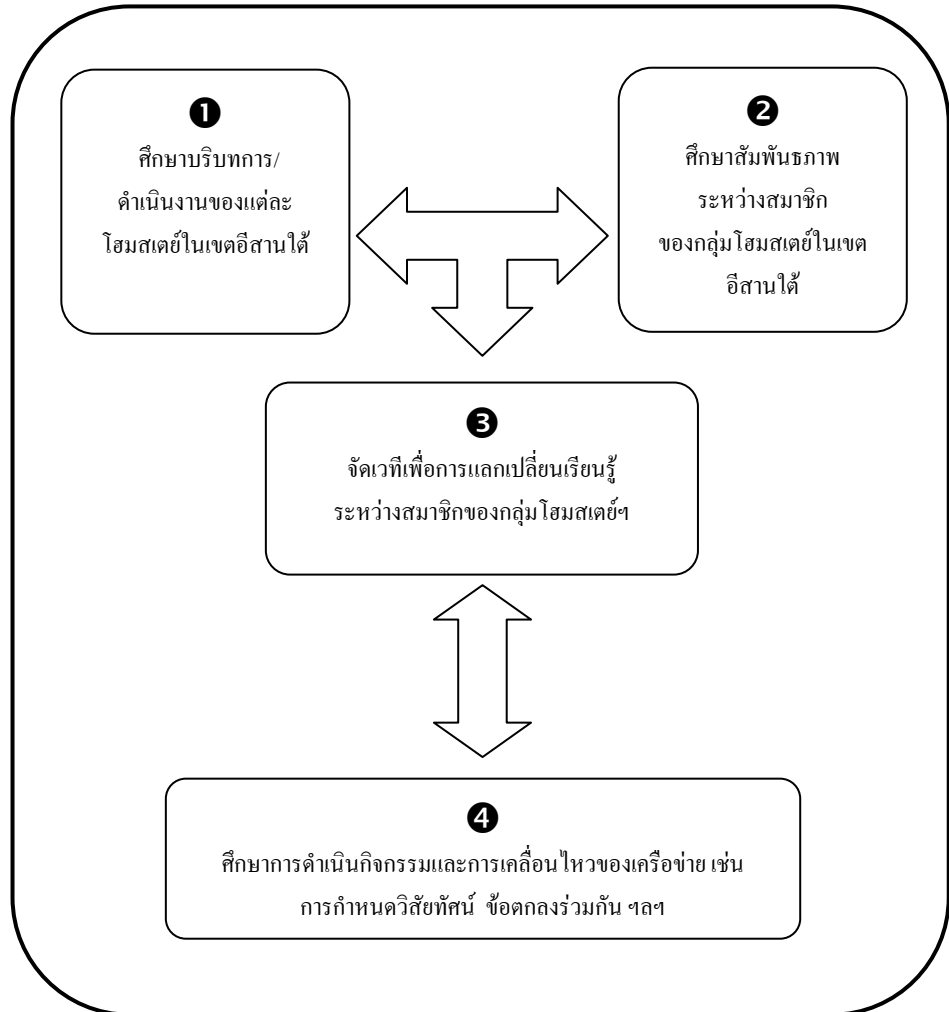 ❶
ศึกษาบริบทการ/
ดำเนินงานของแต่ละ
โฮมสเตย์ในเขตอีสานใต้
❷
ศึกษาสัมพันธภาพ
ระหว่างสมาชิก
ของกลุ่มโฮมสเตย์ในเขต
อีสานใต้
❸
จัดเวทีเพื่อการแลกเปลี่ยนเรียนรู้
ระหว่างสมาชิกของกลุ่มโฮมสเตย์ฯ
❹
ศึกษาการดำเนินกิจกรรมและการเคลื่อนไหวของเครือข่าย เช่น
การกำหนดวิสัยทัศน์ ข้อตกลงร่วมกัน ฯลฯ